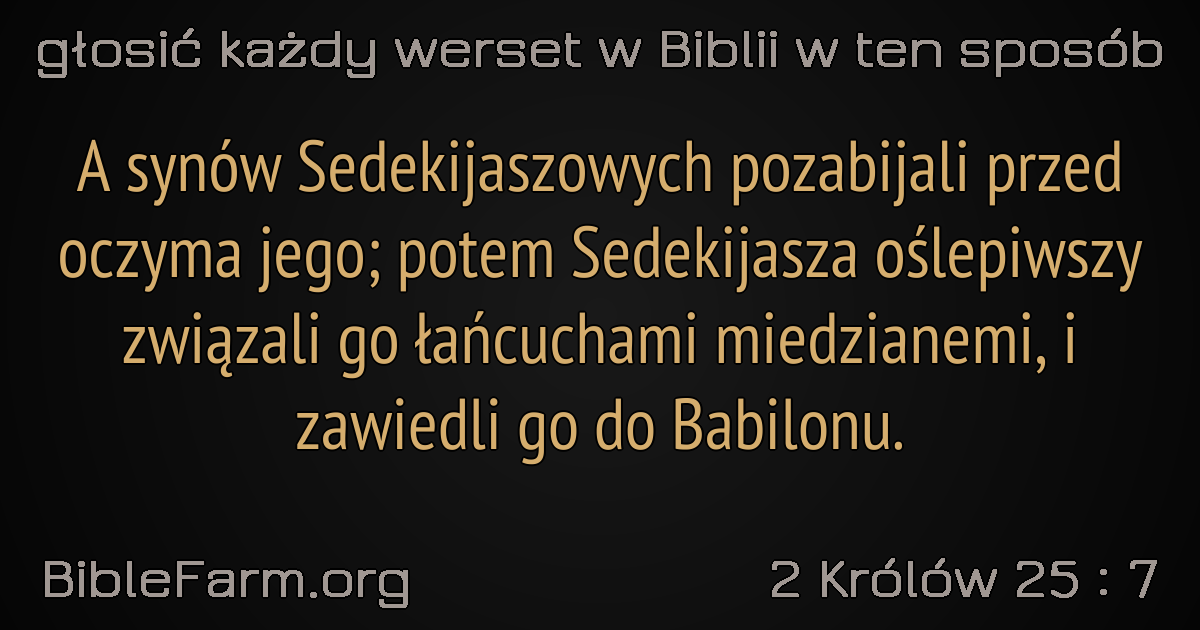 głosić każdy werset w Biblii w ten sposób
A synów Sedekijaszowych pozabijali przed
oczyma jego; potem Sedekijasza oślepiwszy
związali go łańcuchami miedzianemi, i
zawiedli go do Babilonu.
BibleFarm.org
2 Królów 25 : 7